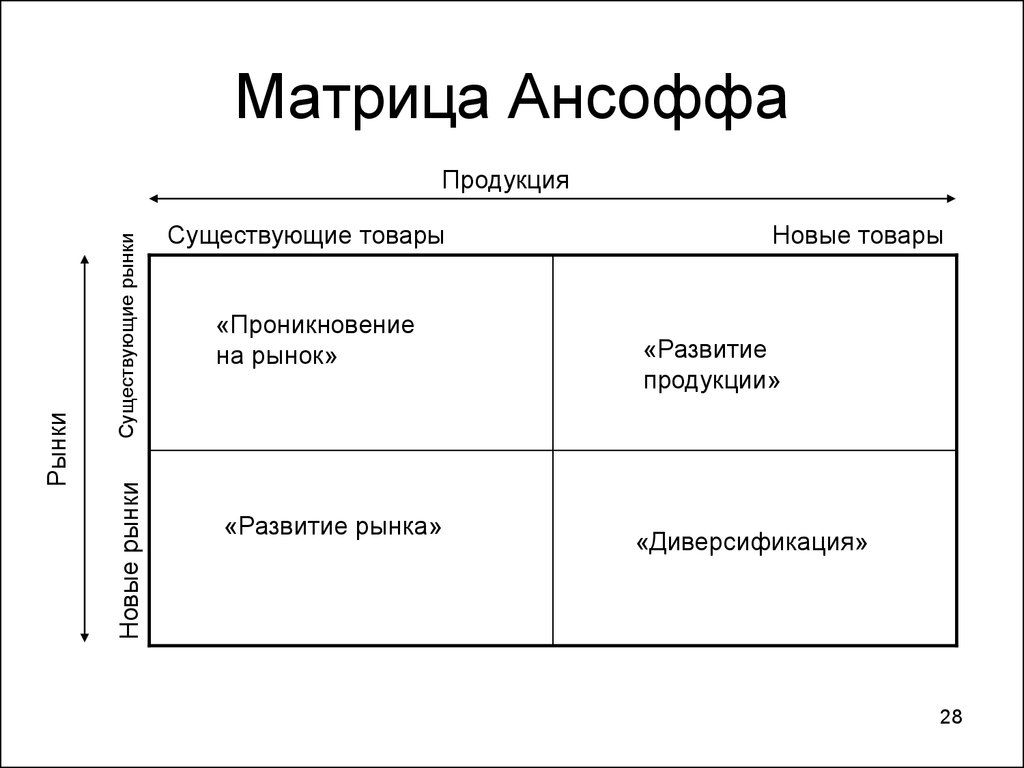 Матрица Ансоффа
Продукция
Существующие товары
Новые товары
Рынки
Существующие рынки
Новые рынки
«Проникновение
на рынок»
«Развитие
продукции»
«Развитие рынка»
«Диверсификация»
28